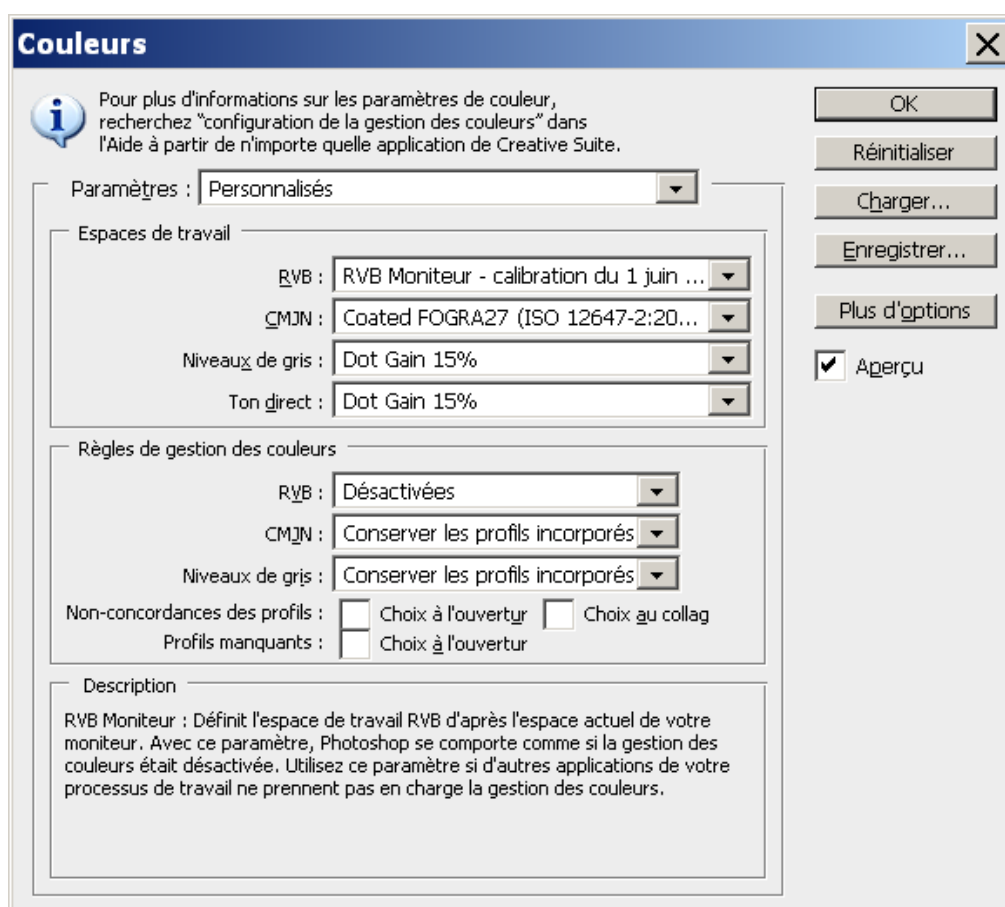 Couleurs
Pour plus d'informations sur les paramètres de couleur,
recherchez "configuration de la gestion des couleurs" dans
l'Aide à partir de n'importe quelle application de Creative Suite.
OK
Réinitialiser
Charger...
Enregistrer...
Plus d'options
Aperçu
Paramètres : Personnalisés
Espaces de travail
RVB : RVB Moniteur - calibration du 1 juin ...
CMJN : Coated FOGRA27 (ISO 12647-2:20...
Niveaux de gris : Dot Gain 15%
Ton direct : Dot Gain 15%
Règles de gestion des couleurs
RVB : Désactivées
CMJN : Conserver les profils incorporés
Niveaux de gris : Conserver les profils incorporés
Non-concordances des profils : Choix à l'ouvertur Choix au collag
Profils manquants : Choix à l'ouvertur
Description
RVB Moniteur : Définit l'espace de travail RVB d'après l'espace actuel de votre
moniteur. Avec ce paramètre, Photoshop se comporte comme si la gestion des
couleurs était désactivée. Utilisez ce paramètre si d'autres applications de votre
processus de travail ne prennent pas en charge la gestion des couleurs.